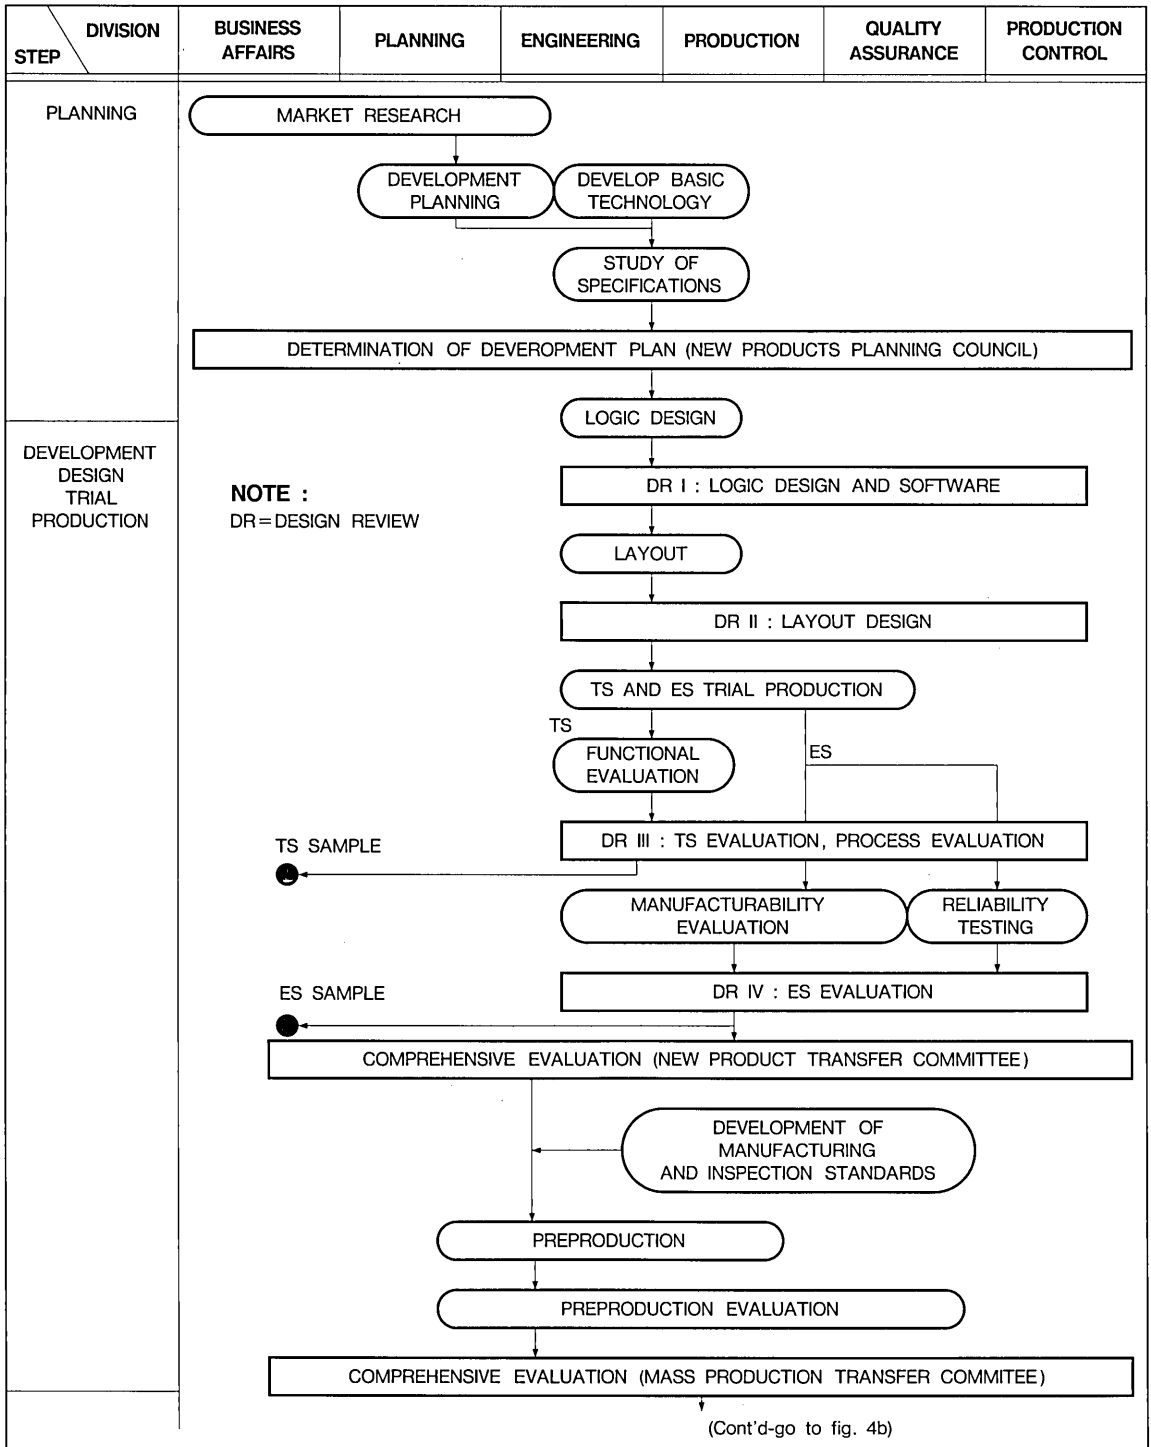 DIVISION
STEP
BUSINESS
AFFAIRS
PLANNING
ENGINEERING
PRODUCTION
QUALITY
ASSURANCE
PRODUCTION
CONTROL
PLANNING
MARKET RESEARCH
DEVELOPMENT
PLANNING
DEVELOP BASIC
TECHNOLOGY
STUDY OF
SPECIFICATIONS
DETERMINATION OF DEVEROPMENT PLAN (NEW PRODUCTS PLANNING COUNCIL)
LOGIC DESIGN
DEVELOPMENT
DESIGN
TRIAL
PRODUCTION
NOTE :
DR=DESIGN REVIEW
DR I : LOGIC DESIGN AND SOFTWARE
LAYOUT
DR II : LAYOUT DESIGN
TS AND ES TRIAL PRODUCTION
TS
FUNCTIONAL
EVALUATION
ES
DR III : TS EVALUATION, PROCESS EVALUATION
TS SAMPLE
MANUFACTURABILITY
EVALUATION
RELIABILITY
TESTING
DR IV : ES EVALUATION
ES SAMPLE
COMPREHENSIVE EVALUATION (NEW PRODUCT TRANSFER COMMITTEE)
DEVELOPMENT OF
MANUFACTURING
AND INSPECTION STANDARDS
PREPRODUCTION
PREPRODUCTION EVALUATION
COMPREHENSIVE EVALUATION (MASS PRODUCTION TRANSFER COMMITEE)
(Cont'd-go to fig. 4b)